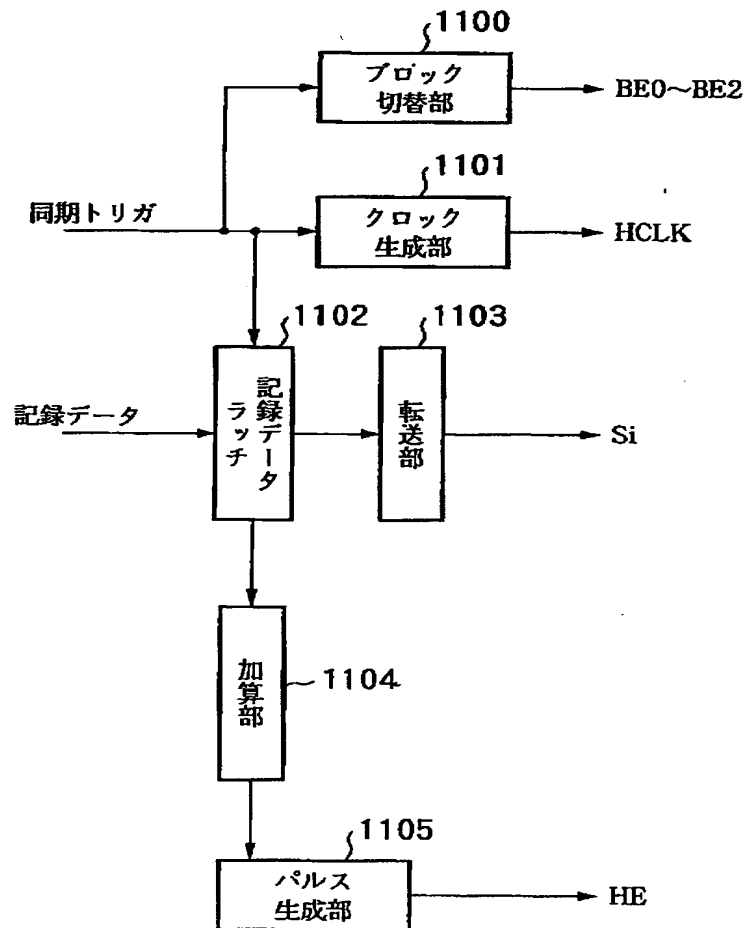 1100
ブロック
切替部
BE0～BE2
1101
同期トリガ
クロック
生成部
HCLK
1102
1103
記録データ
記録データ
ラッチ
転送部
Si
加算部
1104
1105
パルス
生成部
HE